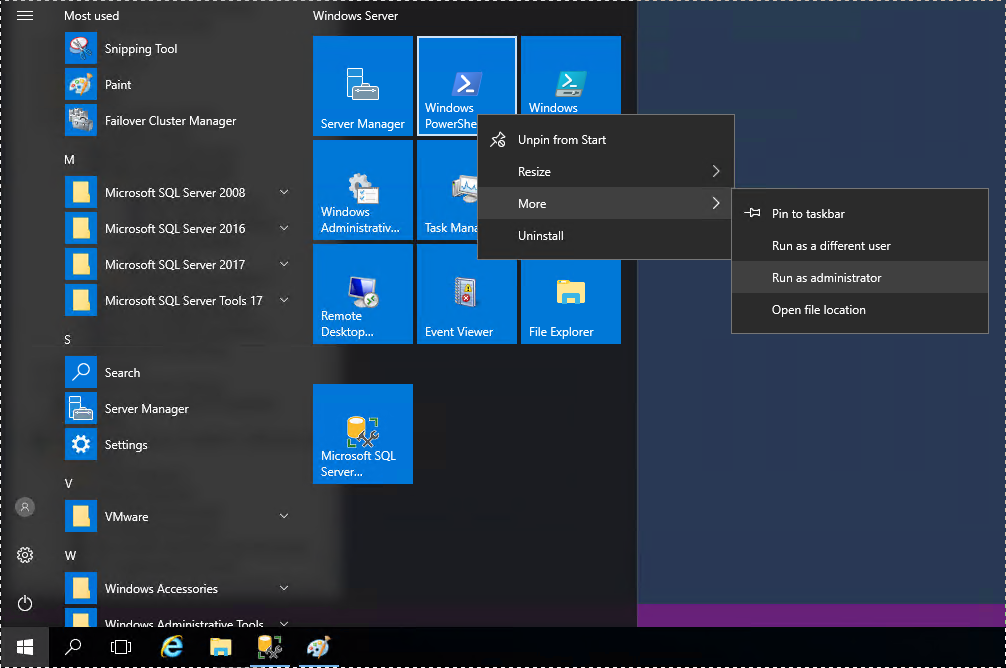 Most used
Snipping Tool
Paint
Failover Cluster Manager
M
Microsoft SQL Server 2008
Microsoft SQL Server 2016
Microsoft SQL Server 2017
Microsoft SQL Server Tools 17
S
Search
Server Manager
Settings
V
VMware
W
Windows Accessories
Windows Administrative Tools
Windows Server
Server Manager
Windows
PowerShe
Windows
Windows
Administrativ...
Task Mana
Remote
Desktop...
Event Viewer
File Explorer
Microsoft SQL
Server...
Unpin from Start
Resize
More
Uninstall
Pin to taskbar
Run as a different user
Run as administrator
Open file location